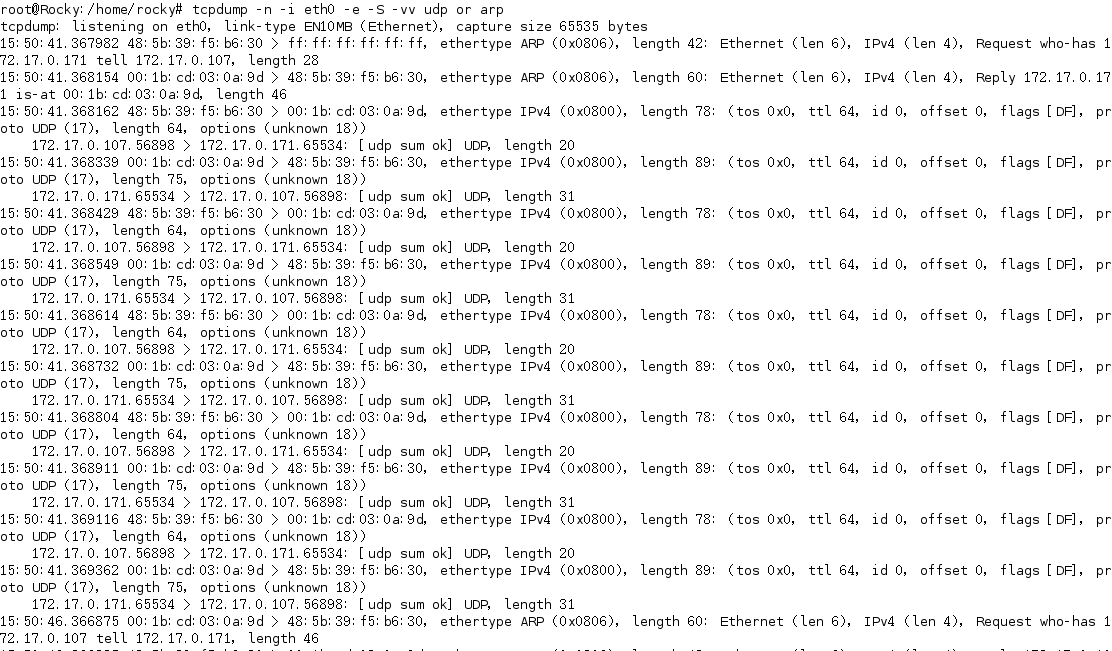 root@Rocky:/home/rocky# tcpdump -n -i eth0 -e -S -vv udp or arp
tcpdump: listening on eth0, link-type EN10MB (Ethernet), capture size 65535 bytes
15:50:41.367982 48:5b:39:f5:b6:30 > ff:ff:ff:ff:ff:ff, ethertype ARP (0x0806), length 42: Ethernet (len 6), IPv4 (len 4), Request who-has 1
72.17.0.171 tell 172.17.0.107, length 28
15:50:41.368154 00:1b:cd:03:0a:9d > 48:5b:39:f5:b6:30, ethertype ARP (0x0806), length 60: Ethernet (len 6), IPv4 (len 4), Reply 172.17.0.17
1 is-at 00:1b:cd:03:0a:9d, length 46
15:50:41.368162 48:5b:39:f5:b6:30 > 00:1b:cd:03:0a:9d, ethertype IPv4 (0x0800), length 78: (tos 0x0, ttl 64, id 0, offset 0, flags [DF], pr
oto UDP (17), length 64, options (unknown 18))
172.17.0.107.56898 > 172.17.0.171.65534: [udp sum ok] UDP, length 20
15:50:41.368339 00:1b:cd:03:0a:9d > 48:5b:39:f5:b6:30, ethertype IPv4 (0x0800), length 89: (tos 0x0, ttl 64, id 0, offset 0, flags [DF], pr
oto UDP (17), length 75, options (unknown 18))
172.17.0.171.65534 > 172.17.0.107.56898: [udp sum ok] UDP, length 31
15:50:41.368429 48:5b:39:f5:b6:30 > 00:1b:cd:03:0a:9d, ethertype IPv4 (0x0800), length 78: (tos 0x0, ttl 64, id 0, offset 0, flags [DF], pr
oto UDP (17), length 64, options (unknown 18))
172.17.0.107.56898 > 172.17.0.171.65534: [udp sum ok] UDP, length 20
15:50:41.368549 00:1b:cd:03:0a:9d > 48:5b:39:f5:b6:30, ethertype IPv4 (0x0800), length 89: (tos 0x0, ttl 64, id 0, offset 0, flags [DF], pr
oto UDP (17), length 75, options (unknown 18))
172.17.0.171.65534 > 172.17.0.107.56898: [udp sum ok] UDP, length 31
15:50:41.368614 48:5b:39:f5:b6:30 > 00:1b:cd:03:0a:9d, ethertype IPv4 (0x0800), length 78: (tos 0x0, ttl 64, id 0, offset 0, flags [DF], pr
oto UDP (17), length 64, options (unknown 18))
172.17.0.107.56898 > 172.17.0.171.65534: [udp sum ok] UDP, length 20
15:50:41.368732 00:1b:cd:03:0a:9d > 48:5b:39:f5:b6:30, ethertype IPv4 (0x0800), length 89: (tos 0x0, ttl 64, id 0, offset 0, flags [DF], pr
oto UDP (17), length 75, options (unknown 18))
172.17.0.171.65534 > 172.17.0.107.56898: [udp sum ok] UDP, length 31
15:50:41.368804 48:5b:39:f5:b6:30 > 00:1b:cd:03:0a:9d, ethertype IPv4 (0x0800), length 78: (tos 0x0, ttl 64, id 0, offset 0, flags [DF], pr
oto UDP (17), length 64, options (unknown 18))
172.17.0.107.56898 > 172.17.0.171.65534: [udp sum ok] UDP, length 20
15:50:41.368911 00:1b:cd:03:0a:9d > 48:5b:39:f5:b6:30, ethertype IPv4 (0x0800), length 89: (tos 0x0, ttl 64, id 0, offset 0, flags [DF], pr
oto UDP (17), length 75, options (unknown 18))
172.17.0.171.65534 > 172.17.0.107.56898: [udp sum ok] UDP, length 31
15:50:41.369116 48:5b:39:f5:b6:30 > 00:1b:cd:03:0a:9d, ethertype IPv4 (0x0800), length 78: (tos 0x0, ttl 64, id 0, offset 0, flags [DF], pr
oto UDP (17), length 64, options (unknown 18))
172.17.0.107.56898 > 172.17.0.171.65534: [udp sum ok] UDP, length 20
15:50:41.369362 00:1b:cd:03:0a:9d > 48:5b:39:f5:b6:30, ethertype IPv4 (0x0800), length 89: (tos 0x0, ttl 64, id 0, offset 0, flags [DF], pr
oto UDP (17), length 75, options (unknown 18))
172.17.0.171.65534 > 172.17.0.107.56898: [udp sum ok] UDP, length 31
15:50:46.366875 00:1b:cd:03:0a:9d > 48:5b:39:f5:b6:30, ethertype ARP (0x0806), length 60: Ethernet (len 6), IPv4 (len 4), Request who-has 1
72.17.0.107 tell 172.17.0.171, length 46